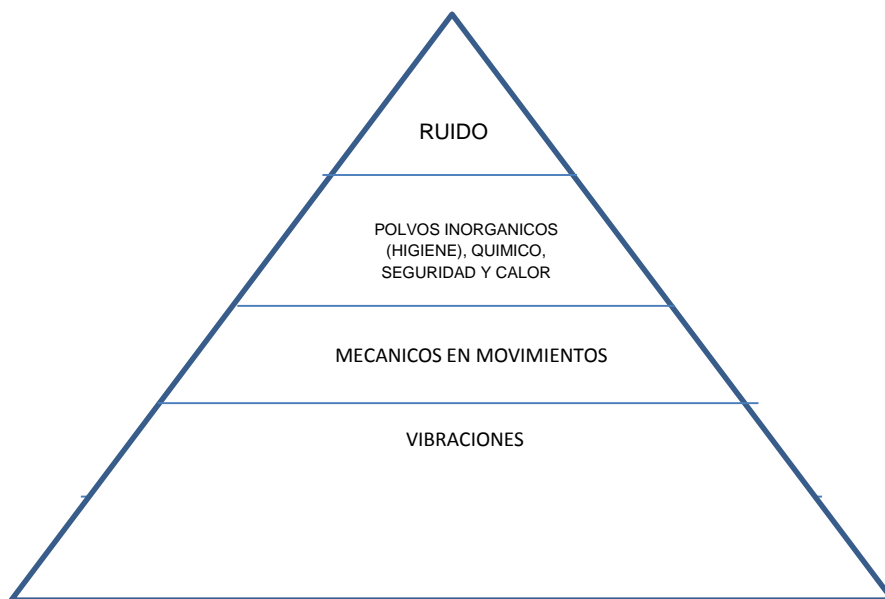 RUIDO
POLVOS INORGANICOS
(HIGIENE), QUIMICO,
SEGURIDAD Y CALOR
MECANICOS EN MOVIMIENTOS
VIBRACIONES